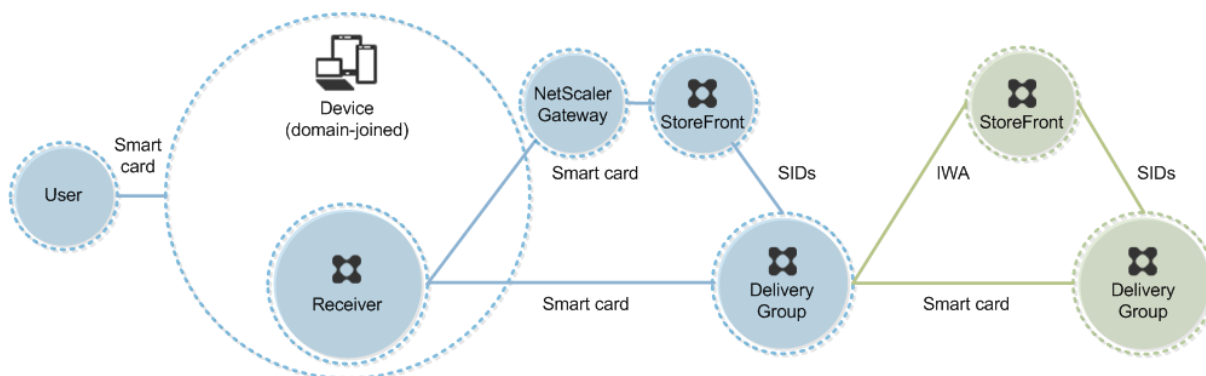 Device
(domain-joined)
NetScaler
Gateway
StoreFront
StoreFront
Smart
card
User
Smart card
SIDs
IWA
SIDs
Receiver
Smart card
Delivery
Group
Smart card
Delivery
Group